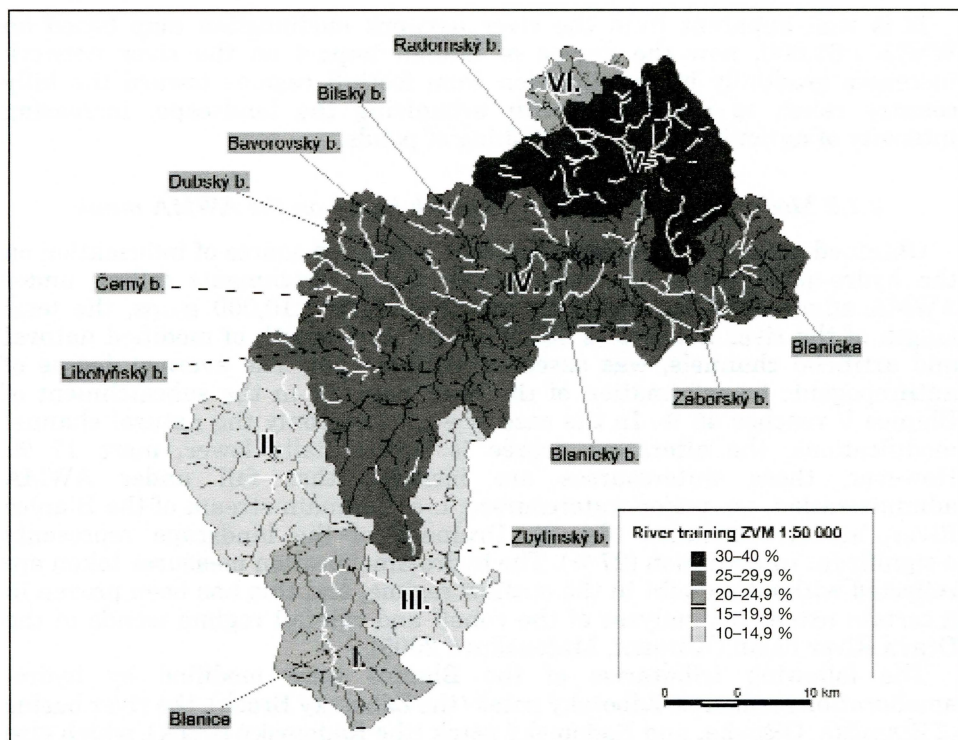 Radomský b.
VI.
Bílský b.
Bavorovský b.
V.
Dubský b.
Černý b.
IV.
Blanička
Libotyňský b.
Zábořský b.
II.
Blanický b.
River training ZVM 1:50 000
30–40 %
25–29,9 %
20–24,9 %
15–19,9 %
10–14,9 %
Zbytinský b.
III.
I.
Blanice
0 5 10 km